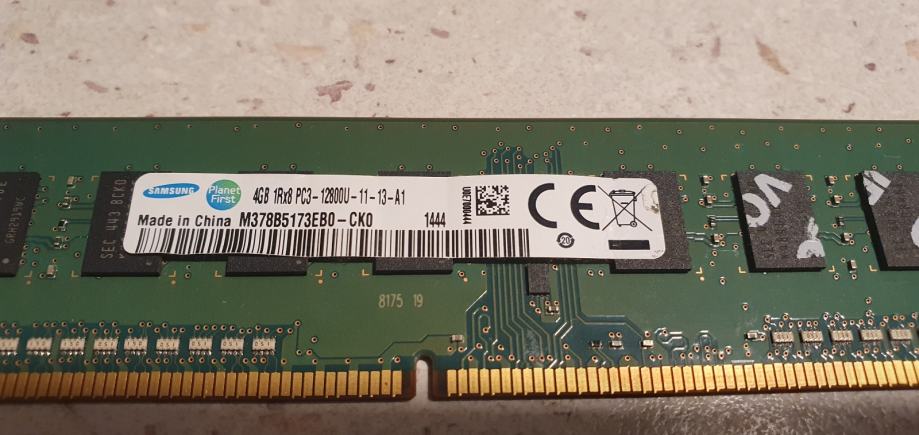 SAMSUNG
Planet
First
4GB 1Rx8 PC3-12800U-11-13-A1
Made in China M378B5173EB0-CK0 1444
CE
SEC 443 BCK0
8175 19
20